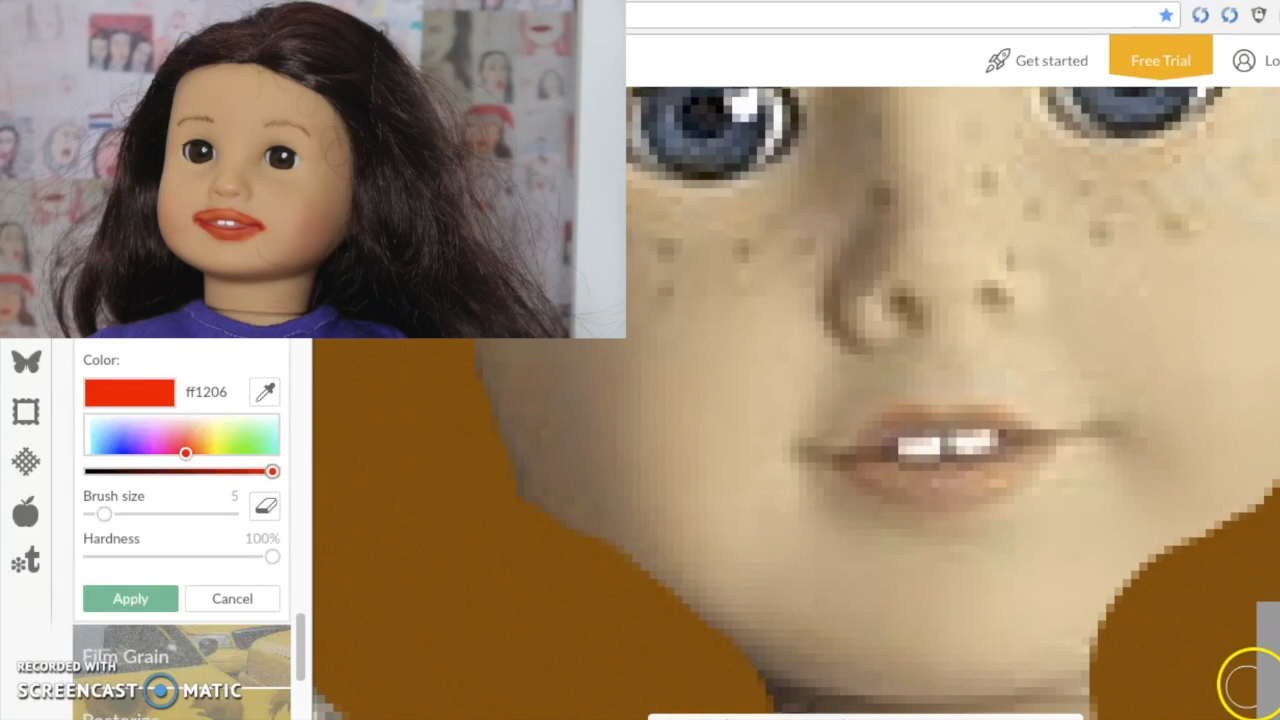 Get started
Free Trial
Lo
Color:
ff1206
Brush size 5
Hardness 100%
Apply Cancel
Film Grain
RECORDED WITH
SCREENCAST MATIC
Posterize